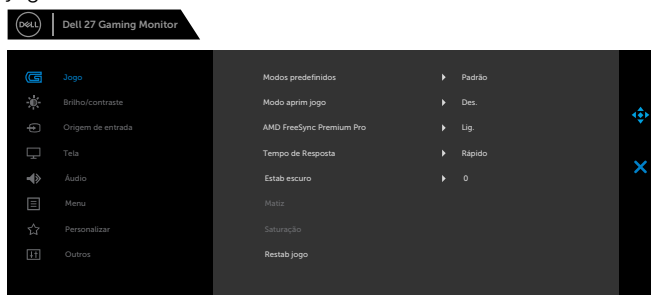 DELL
Dell 27 Gaming Monitor
Jogo
Modos predefinidos
Padrão
Brilho/contraste
Modo aprim jogo
Des.
Origem de entrada
AMD FreeSync Premium Pro
Lig.
Tela
Tempo de Resposta
Rápido
Áudio
Estab escuro
0
Menu
Matiz
Personalizar
Saturação
Outros
Restab jogo